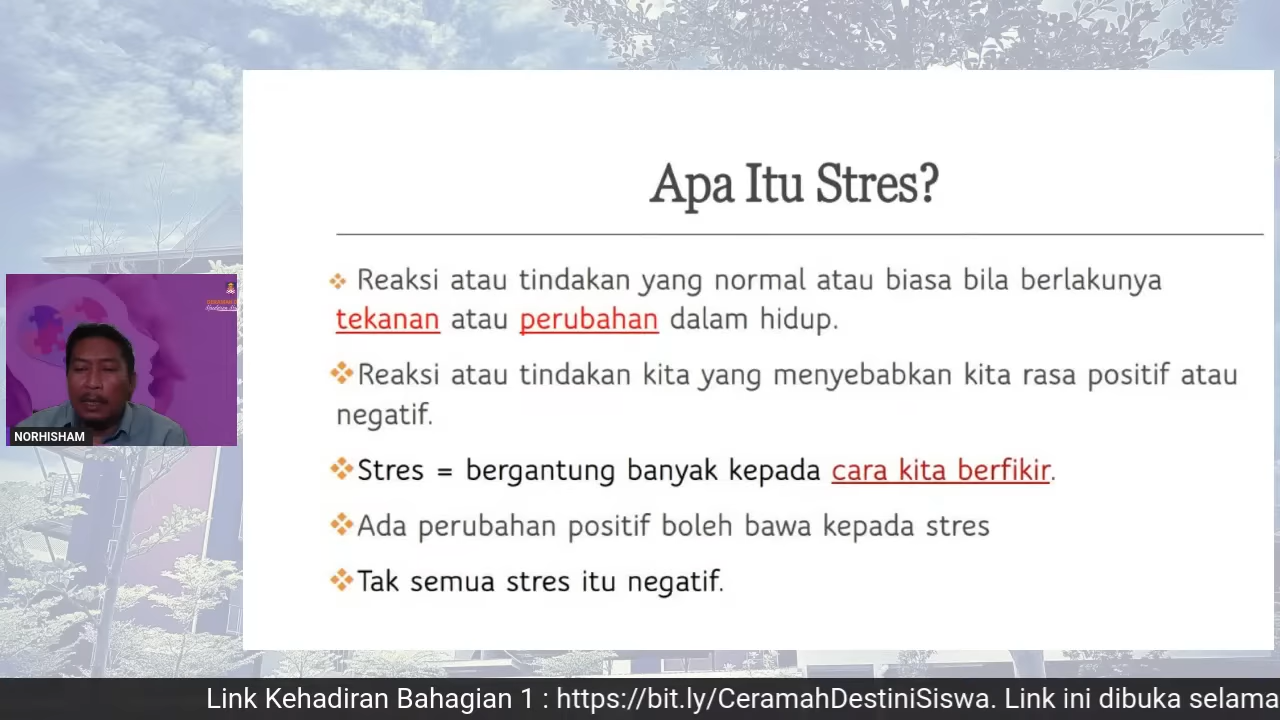 Apa Itu Stres?
❖ Reaksi atau tindakan yang normal atau biasa bila berlakunya
tekanan atau perubahan dalam hidup.
❖Reaksi atau tindakan kita yang menyebabkan kita rasa positif atau
negatif.
❖Stres = bergantung banyak kepada cara kita berfikir.
❖Ada perubahan positif boleh bawa kepada stres
❖Tak semua stres itu negatif.
NORHISHAM
Link Kehadiran Bahagian 1 : https://bit.ly/CeramahDestiniSiswa. Link ini dibuka selama